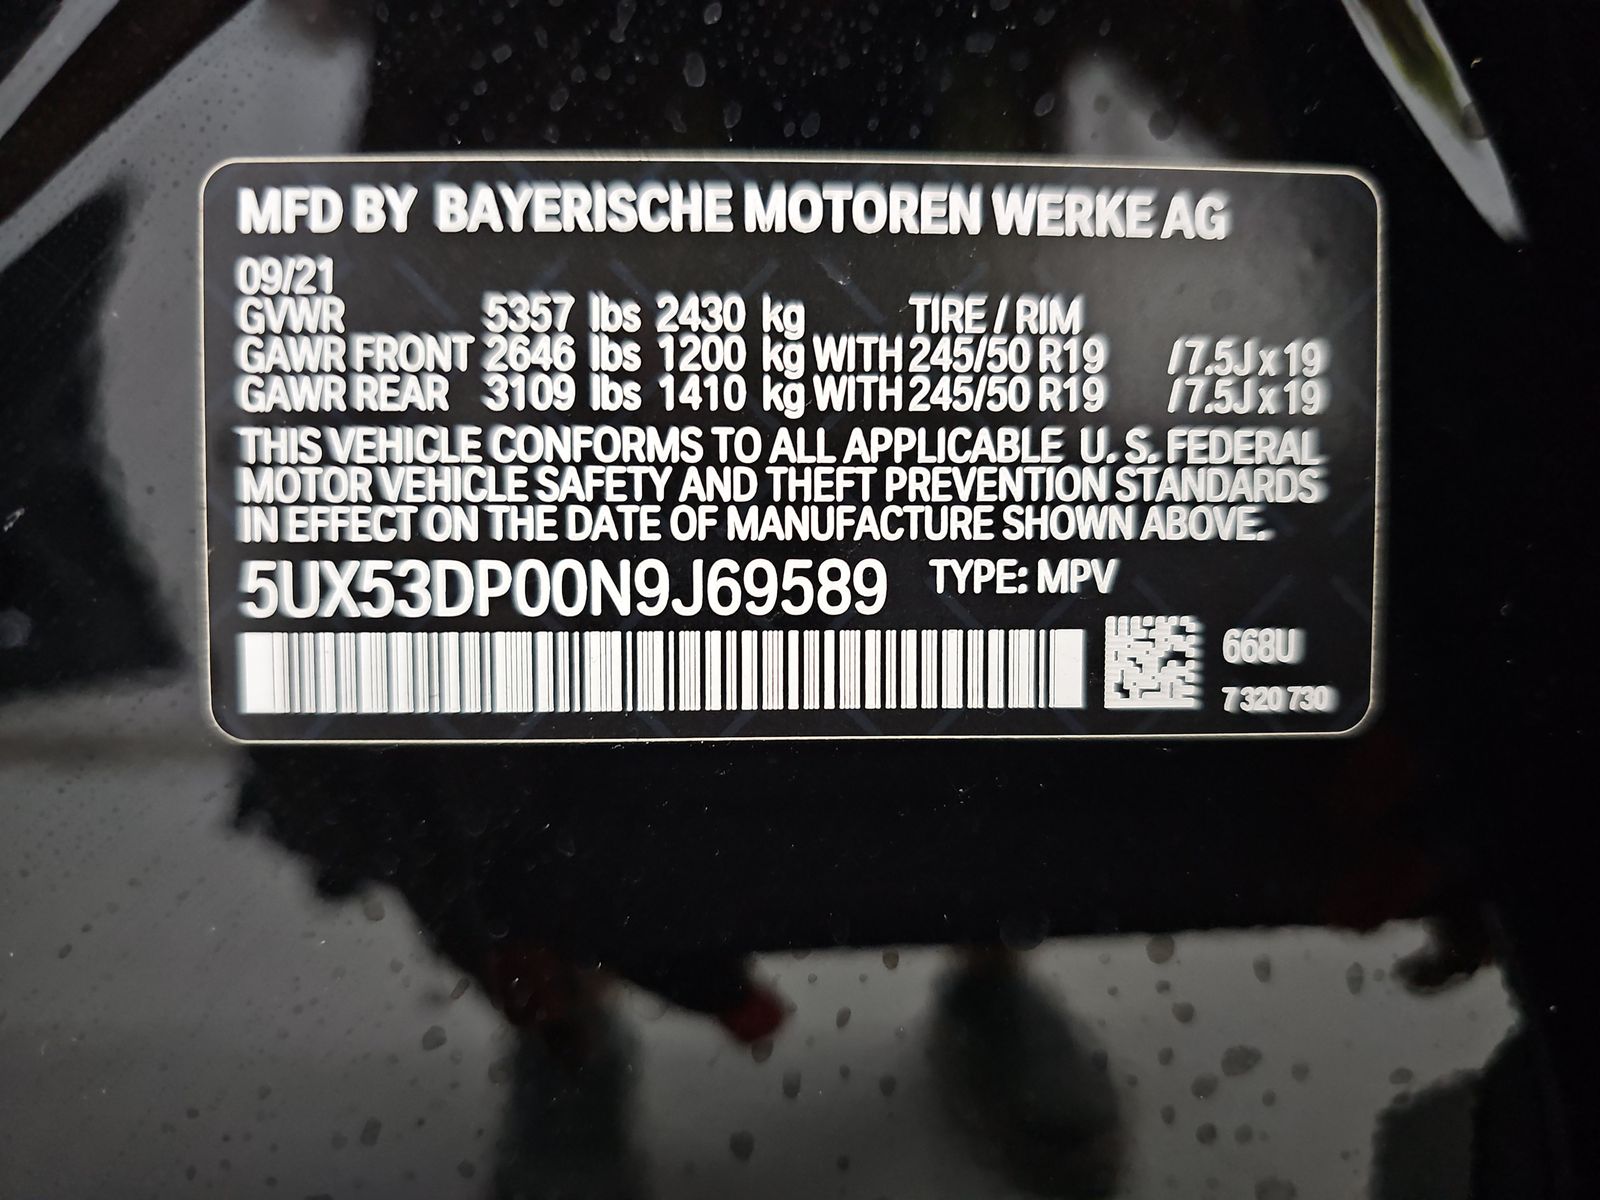 MFD BY BAYERISCHE MOTOREN WERKE AG
09/21
GVWR 5357 lbs 2430 kg TIRE / RIM
GAWR FRONT 2646 lbs 1200 kg WITH 245/50 R19 /7.5J x 19
GAWR REAR 3109 lbs 1410 kg WITH 245/50 R19 /7.5J x 19
THIS VEHICLE CONFORMS TO ALL APPLICABLE U. S. FEDERAL
MOTOR VEHICLE SAFETY AND THEFT PREVENTION STANDARDS
IN EFFECT ON THE DATE OF MANUFACTURE SHOWN ABOVE.
5UX53DP00N9J69589 TYPE: MPV
668U
7 320 730